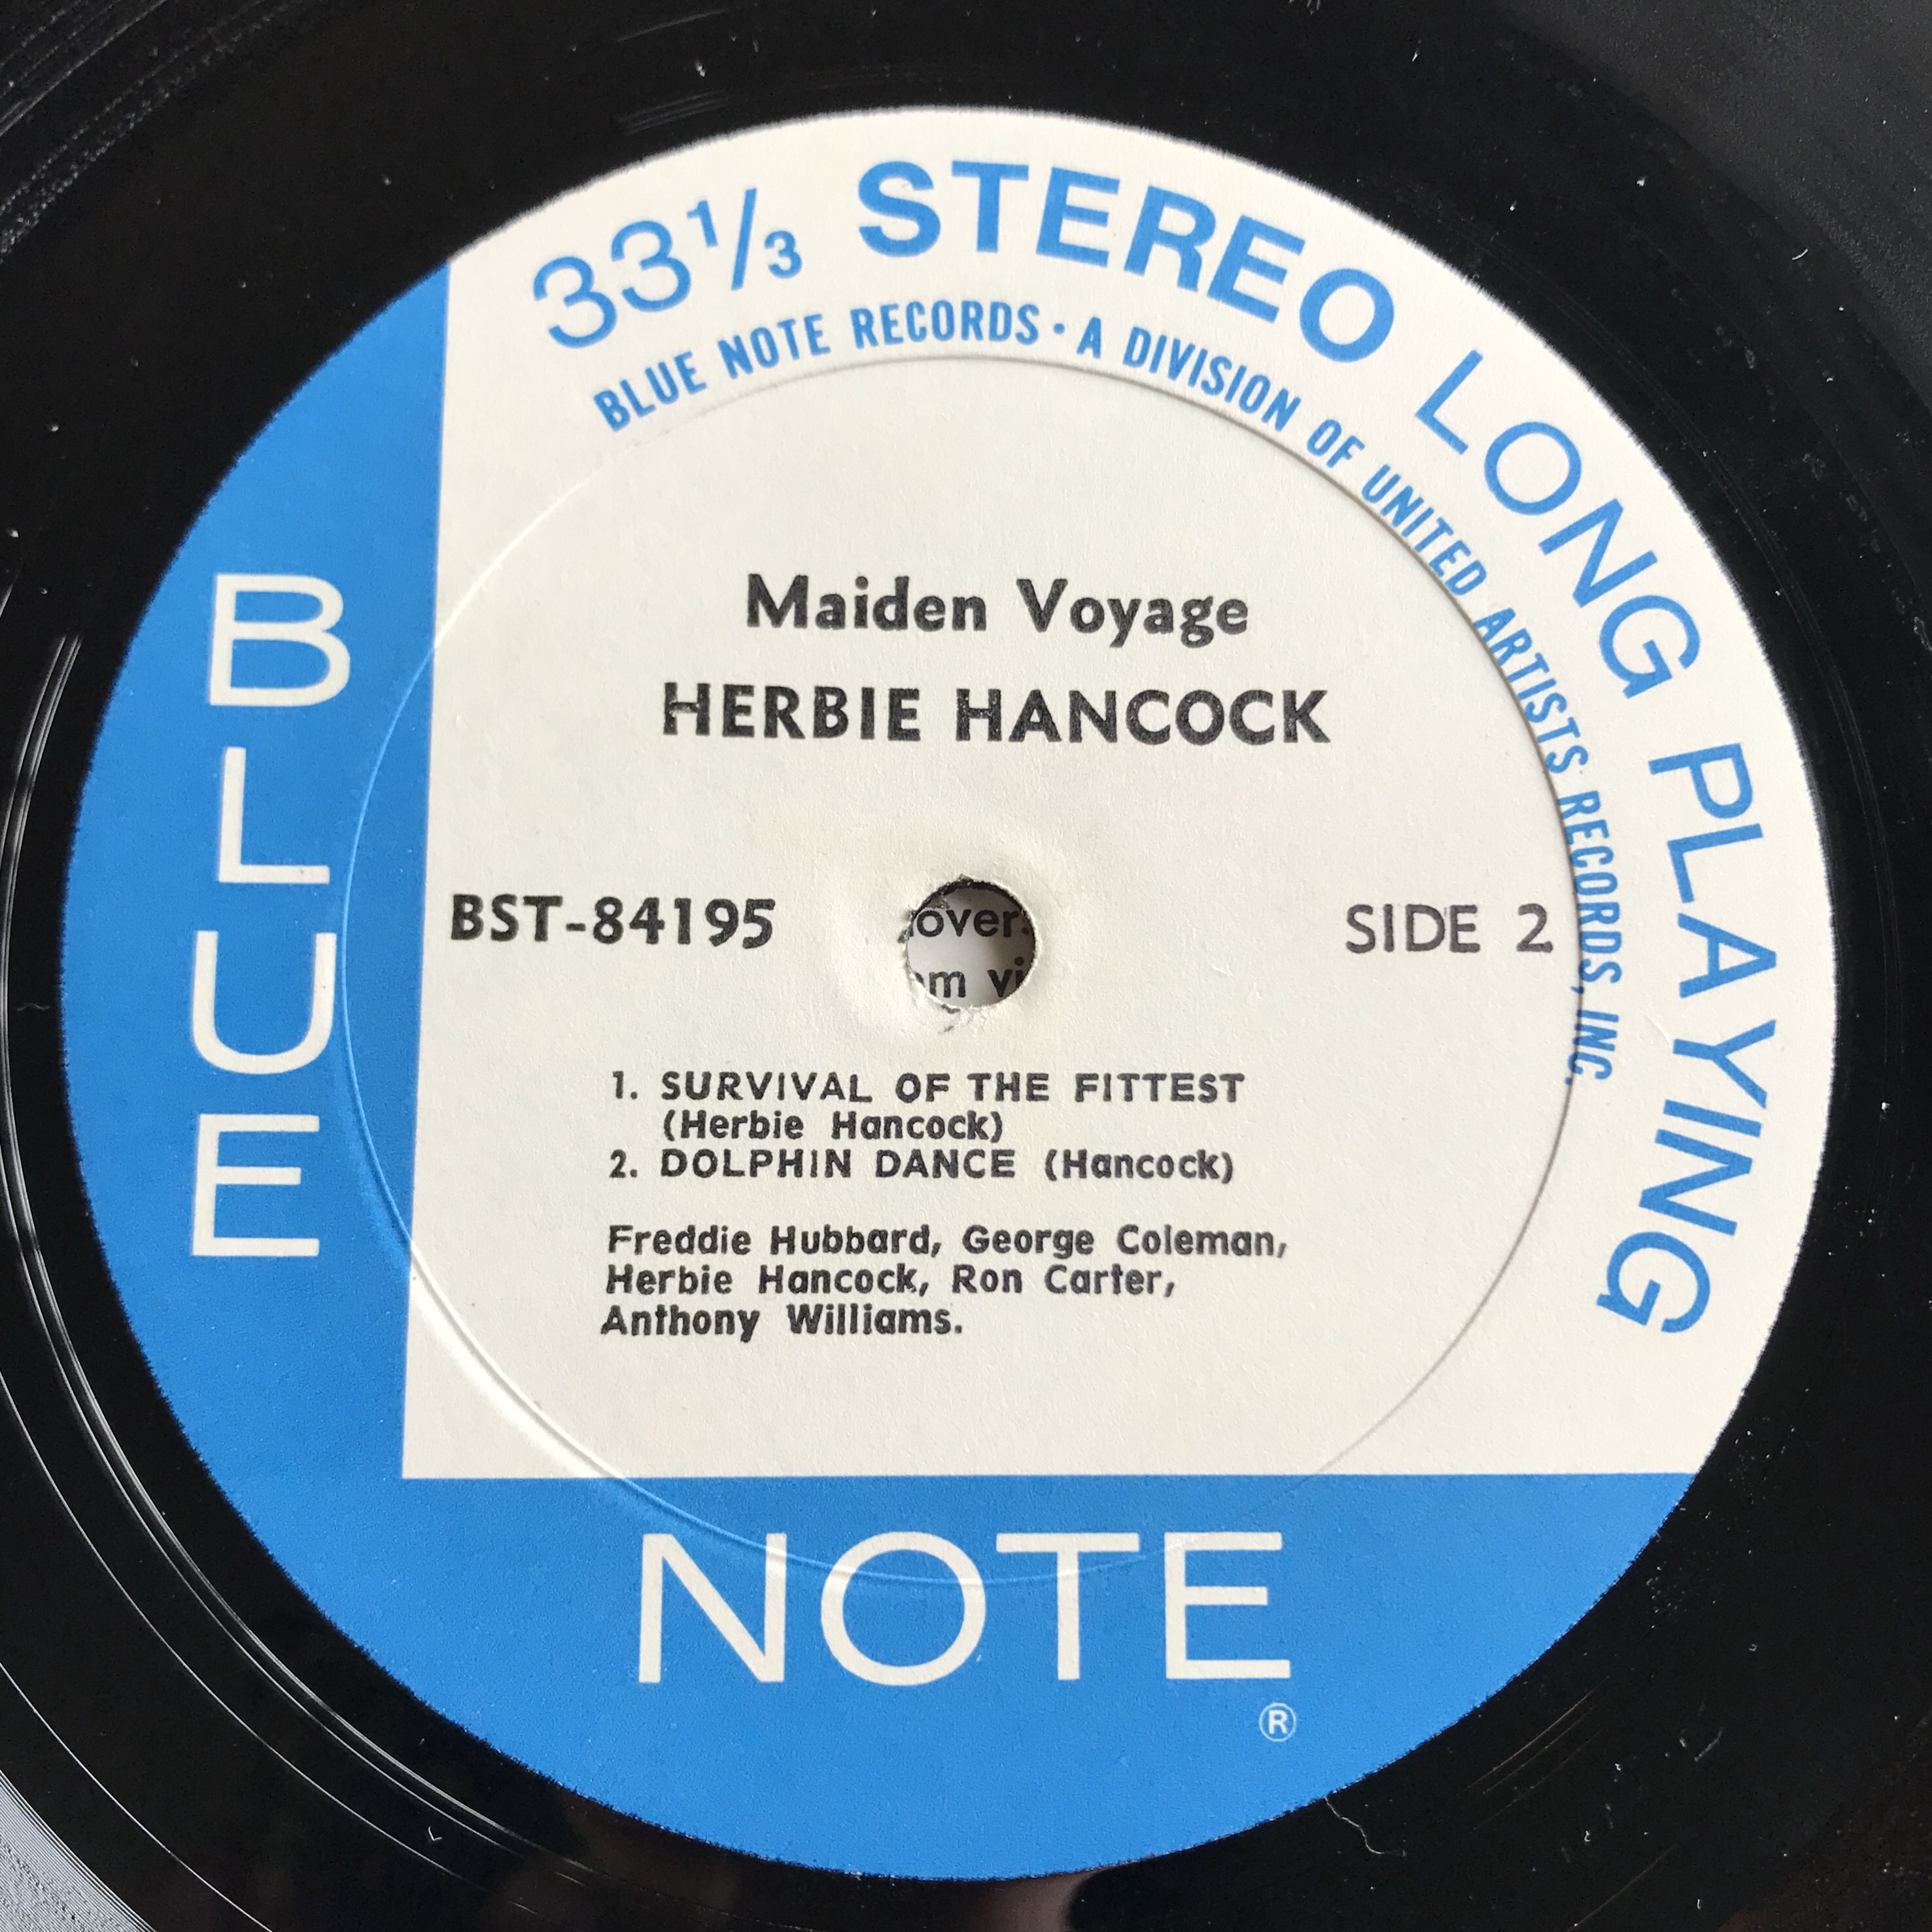 33⅓ STEREO LONG PLAYING
BLUE NOTE RECORDS · A DIVISION OF UNITED ARTISTS RECORDS, INC.
Maiden Voyage
HERBIE HANCOCK
BST-84195
SIDE 2
1. SURVIVAL OF THE FITTEST
(Herbie Hancock)
2. DOLPHIN DANCE (Hancock)
Freddie Hubbard, George Coleman,
Herbie Hancock, Ron Carter,
Anthony Williams.
BLUE
NOTE
®